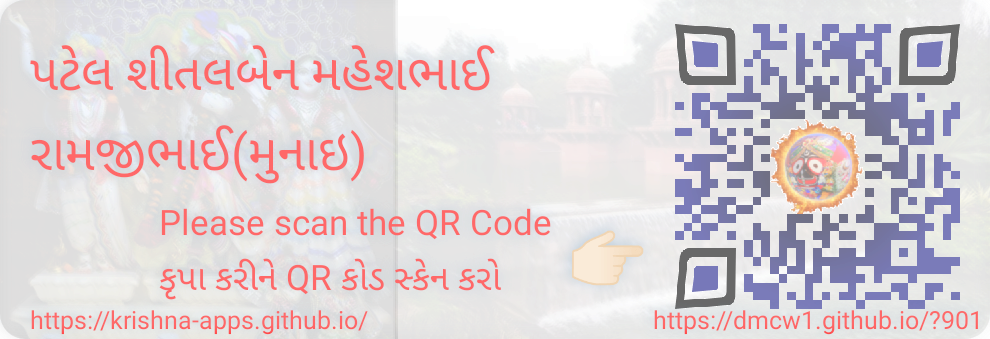 પટેલ શીતલબેન મહેશભાઈ
રામજીભાઈ(મુનાઇ)
Please scan the QR Code
કૃપા કરીને QR કોડ સ્કેન કરો
https://krishna-apps.github.io/
https://dmcw1.github.io/?901